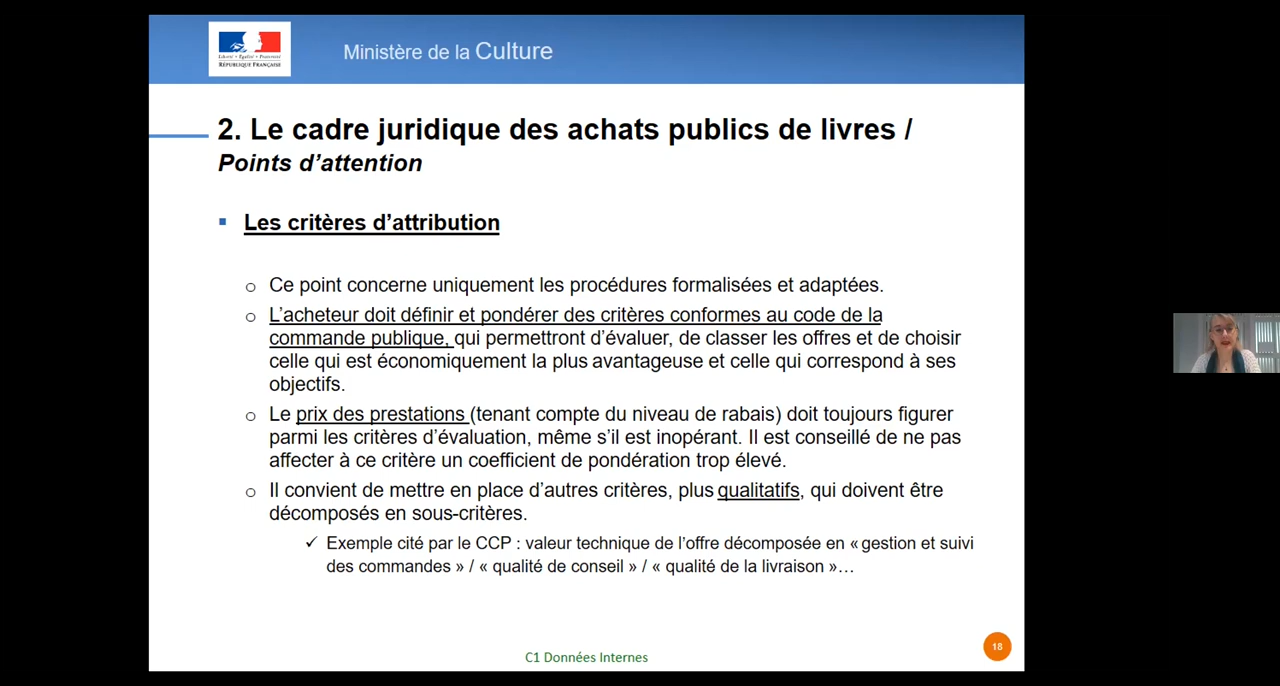 Liberté • Égalité • Fraternité
RÉPUBLIQUE FRANÇAISE
Ministère de la Culture
2. Le cadre juridique des achats publics de livres /
Points d’attention
Les critères d’attribution
Ce point concerne uniquement les procédures formalisées et adaptées.
L’acheteur doit définir et pondérer des critères conformes au code de la
commande publique, qui permettront d’évaluer, de classer les offres et de choisir
celle qui est économiquement la plus avantageuse et celle qui correspond à ses
objectifs.
Le prix des prestations (tenant compte du niveau de rabais) doit toujours figurer
parmi les critères d’évaluation, même s’il est inopérant. Il est conseillé de ne pas
affecter à ce critère un coefficient de pondération trop élevé.
Il convient de mettre en place d’autres critères, plus qualitatifs, qui doivent être
décomposés en sous-critères.
✓ Exemple cité par le CCP : valeur technique de l’offre décomposée en « gestion et suivi
des commandes » / « qualité de conseil » / « qualité de la livraison »…
C1 Données Internes
18